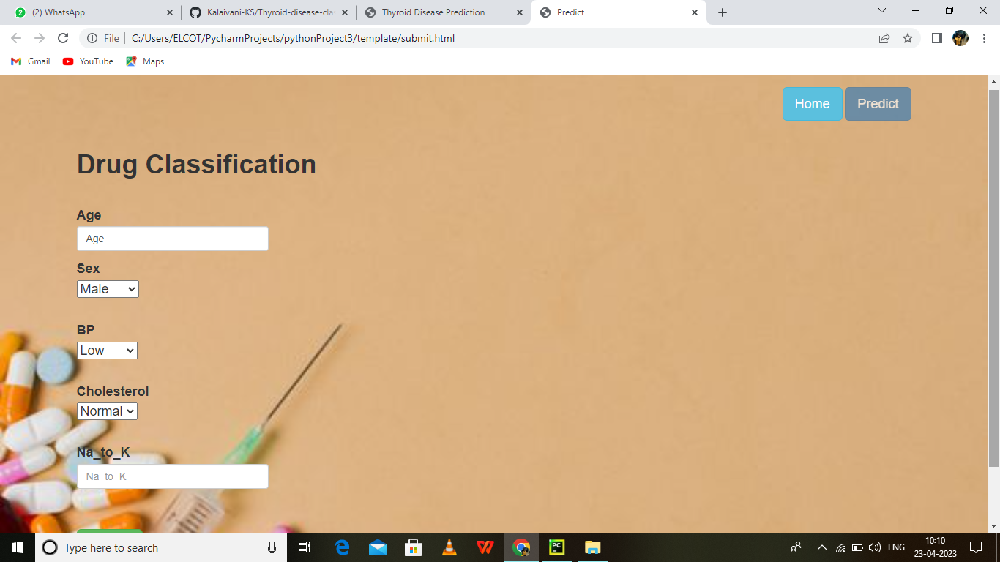 2 (2) WhatsApp
Kalaivani-KS/Thyroid-disease-cla
Thyroid Disease Prediction
Predict
File C:/Users/ELCOT/PycharmProjects/pythonProject3/template/submit.html
Gmail YouTube Maps
Home Predict
Drug Classification
Age
Age
Sex
Male
BP
Low
Cholesterol
Normal
Na_to_K
Na_to_K
Type here to search
PC
ENG
10:10
23-04-2023